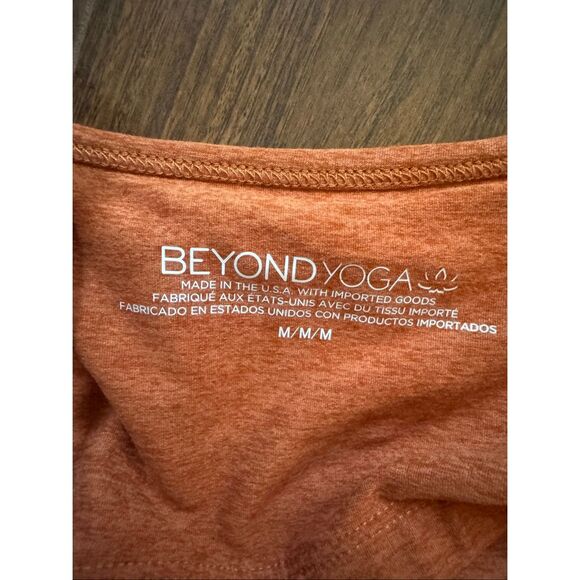 BEYOND YOGA
MADE IN THE U.S.A. WITH IMPORTED GOODS
FABRIQUÉ AUX ÉTATS-UNIS AVEC DU TISSU IMPORTÉ
FABRICADO EN ESTADOS UNIDOS CON PRODUCTOS IMPORTADOS
M/M/M